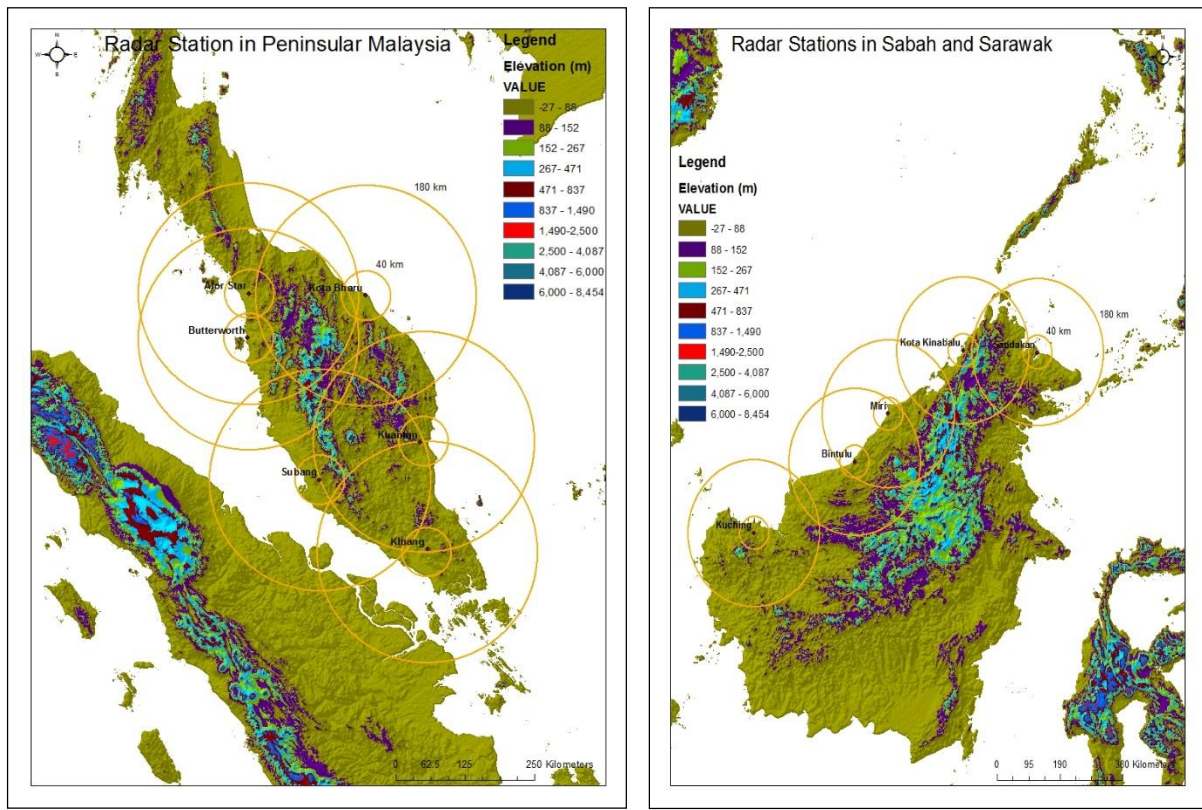 Radar Station in Peninsular Malaysia
N
W E
S
Legend
Elevation (m)
VALUE
-27 - 88
88 - 152
152 - 267
267- 471
471 - 837
837 - 1,490
1,490-2,500
2,500 - 4,087
4,087 - 6,000
6,000 - 8,454
180 km
40 km
Alor Star
Kota Bharu
Butterworth
Kuantan
Subang
Kluang
0 62.5 125 250 Kilometers
Radar Stations in Sabah and Sarawak
Legend
Elevation (m)
VALUE
-27 - 88
88 - 152
152 - 267
267 - 471
471 - 837
837 - 1,490
1,490-2,500
2,500 - 4,087
4,087 - 6,000
6,000 - 8,454
180 km
40 km
Kota Kinabalu
Sandakan
Miri
Bintulu
Kuching
0 95 190 380 Kilometers